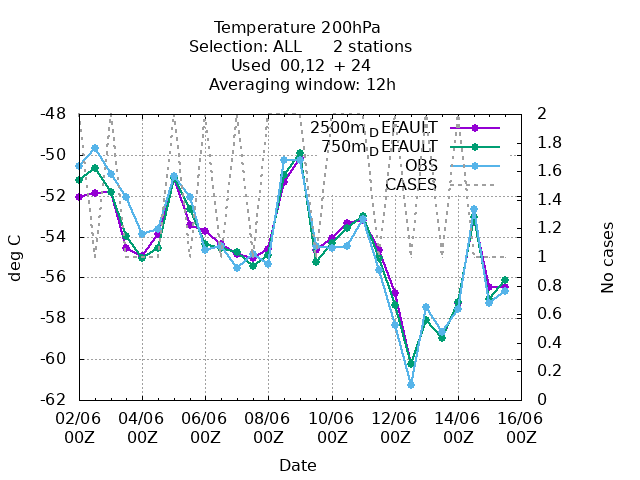 Temperature 200hPa
Selection: ALL 2 stations
Used 00,12 + 24
Averaging window: 12h
-48
-50
-52
-54
-56
-58
-60
-62
2
1.8
1.6
1.4
1.2
1
0.8
0.6
0.4
0.2
0
2500m_DEFAULT
750m_DEFAULT
OBS
CASES
deg C
No cases
02/06 04/06 06/06 08/06 10/06 12/06 14/06 16/06
00Z 00Z 00Z 00Z 00Z 00Z 00Z 00Z
Date